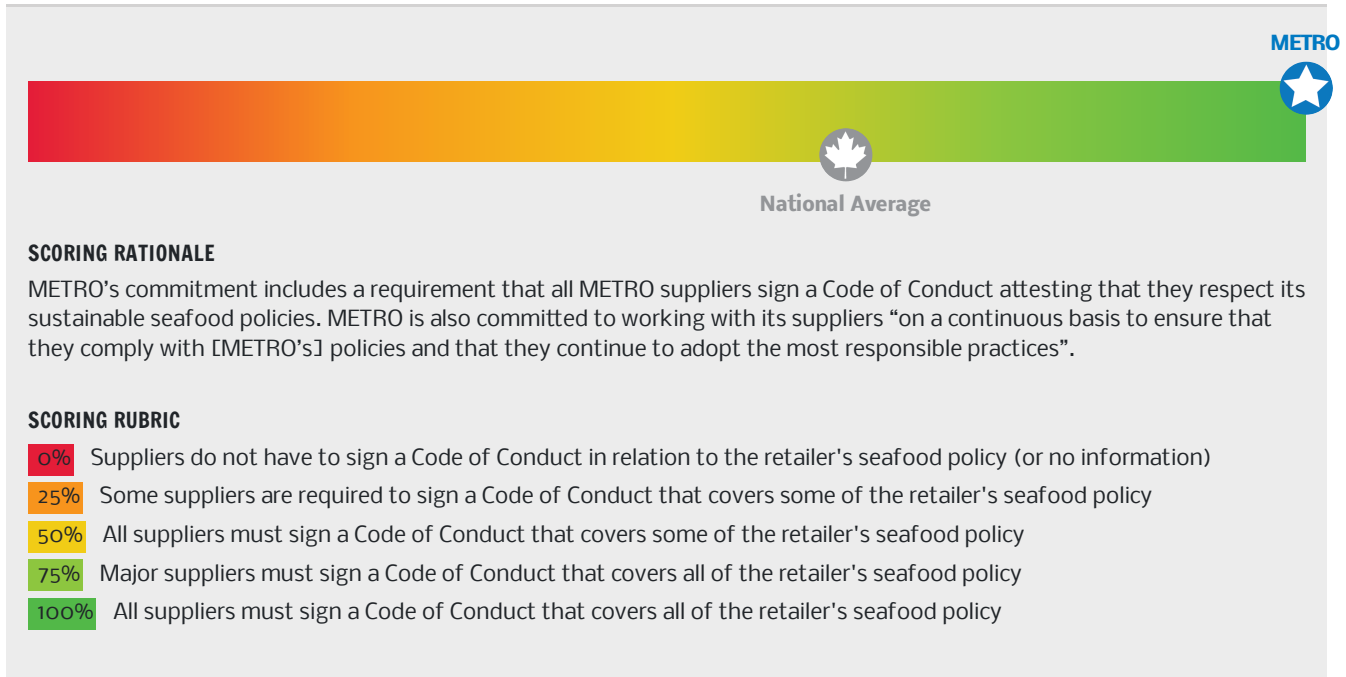 METRO
National Average
SCORING RATIONALE
METRO’s commitment includes a requirement that all METRO suppliers sign a Code of Conduct attesting that they respect its
sustainable seafood policies. METRO is also committed to working with its suppliers “on a continuous basis to ensure that
they comply with [METRO’s] policies and that they continue to adopt the most responsible practices”.
SCORING RUBRIC
0% Suppliers do not have to sign a Code of Conduct in relation to the retailer's seafood policy (or no information)
25% Some suppliers are required to sign a Code of Conduct that covers some of the retailer's seafood policy
50% All suppliers must sign a Code of Conduct that covers some of the retailer's seafood policy
75% Major suppliers must sign a Code of Conduct that covers all of the retailer's seafood policy
100% All suppliers must sign a Code of Conduct that covers all of the retailer's seafood policy